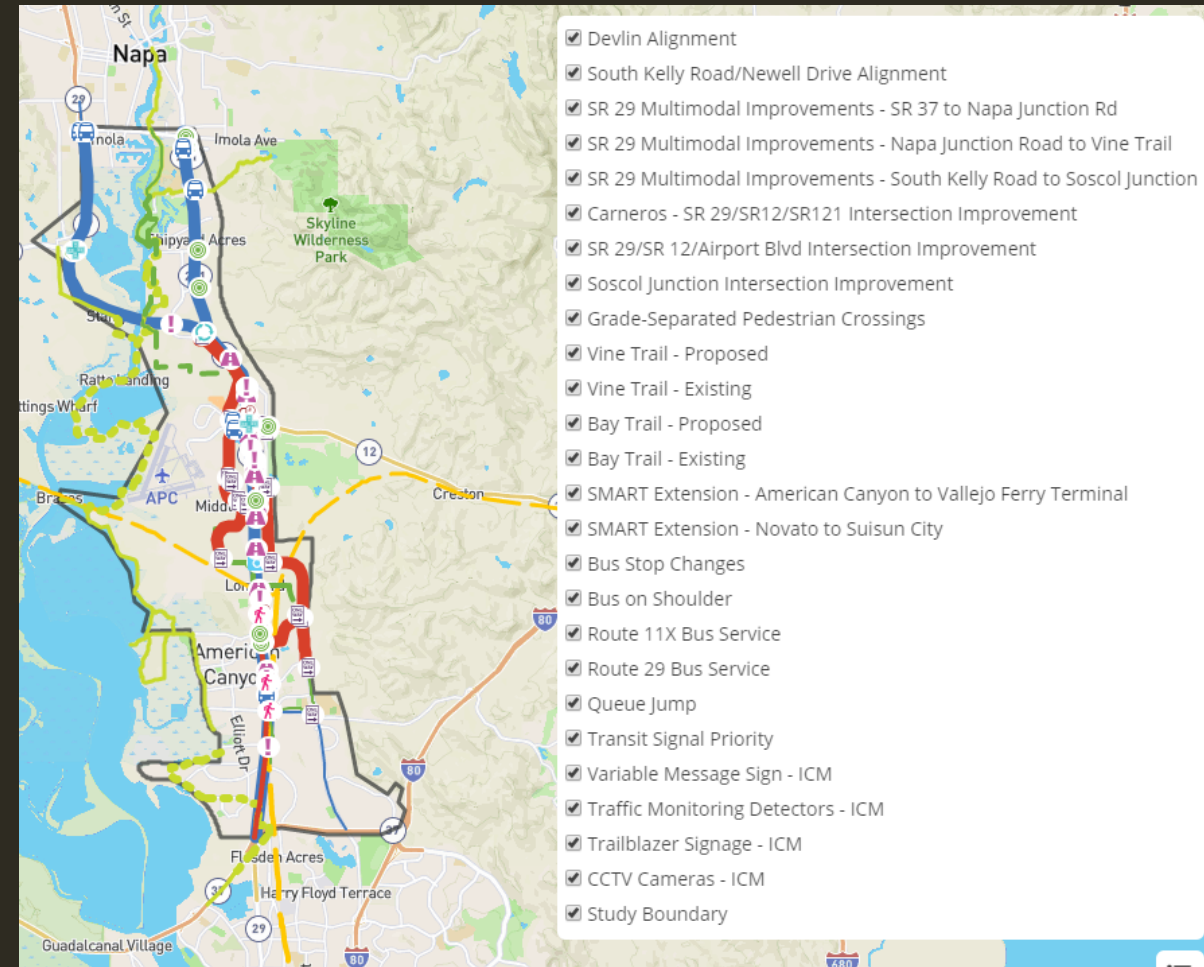 Napa
29
Imola Ave
Shipyard Acres
Skyline
Wilderness
Park
Ratto Landing
12
Creston
APC
80
American
Canyon
Elliott Dr
80
37
Harry Floyd Terrace
29
Guadalcanal Village
80
680
Devlin Alignment
South Kelly Road/Newell Drive Alignment
SR 29 Multimodal Improvements - SR 37 to Napa Junction Rd
SR 29 Multimodal Improvements - Napa Junction Road to Vine Trail
SR 29 Multimodal Improvements - South Kelly Road to Soscol Junction
Carneros - SR 29/SR12/SR121 Intersection Improvement
SR 29/SR 12/Airport Blvd Intersection Improvement
Soscol Junction Intersection Improvement
Grade-Separated Pedestrian Crossings
Vine Trail - Proposed
Vine Trail - Existing
Bay Trail - Proposed
Bay Trail - Existing
SMART Extension - American Canyon to Vallejo Ferry Terminal
SMART Extension - Novato to Suisun City
Bus Stop Changes
Bus on Shoulder
Route 11X Bus Service
Route 29 Bus Service
Queue Jump
Transit Signal Priority
Variable Message Sign - ICM
Traffic Monitoring Detectors - ICM
Trailblazer Signage - ICM
CCTV Cameras - ICM
Study Boundary